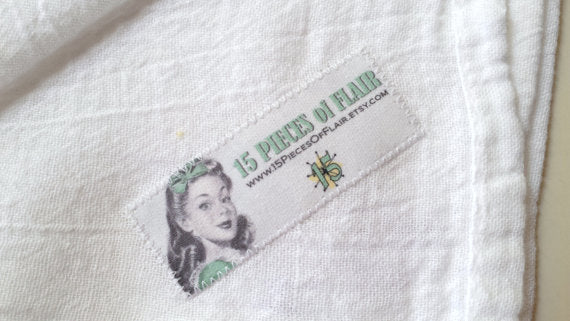 15 PIECES of FLAIR
www.15PiecesOfFlair.etsy.com
15